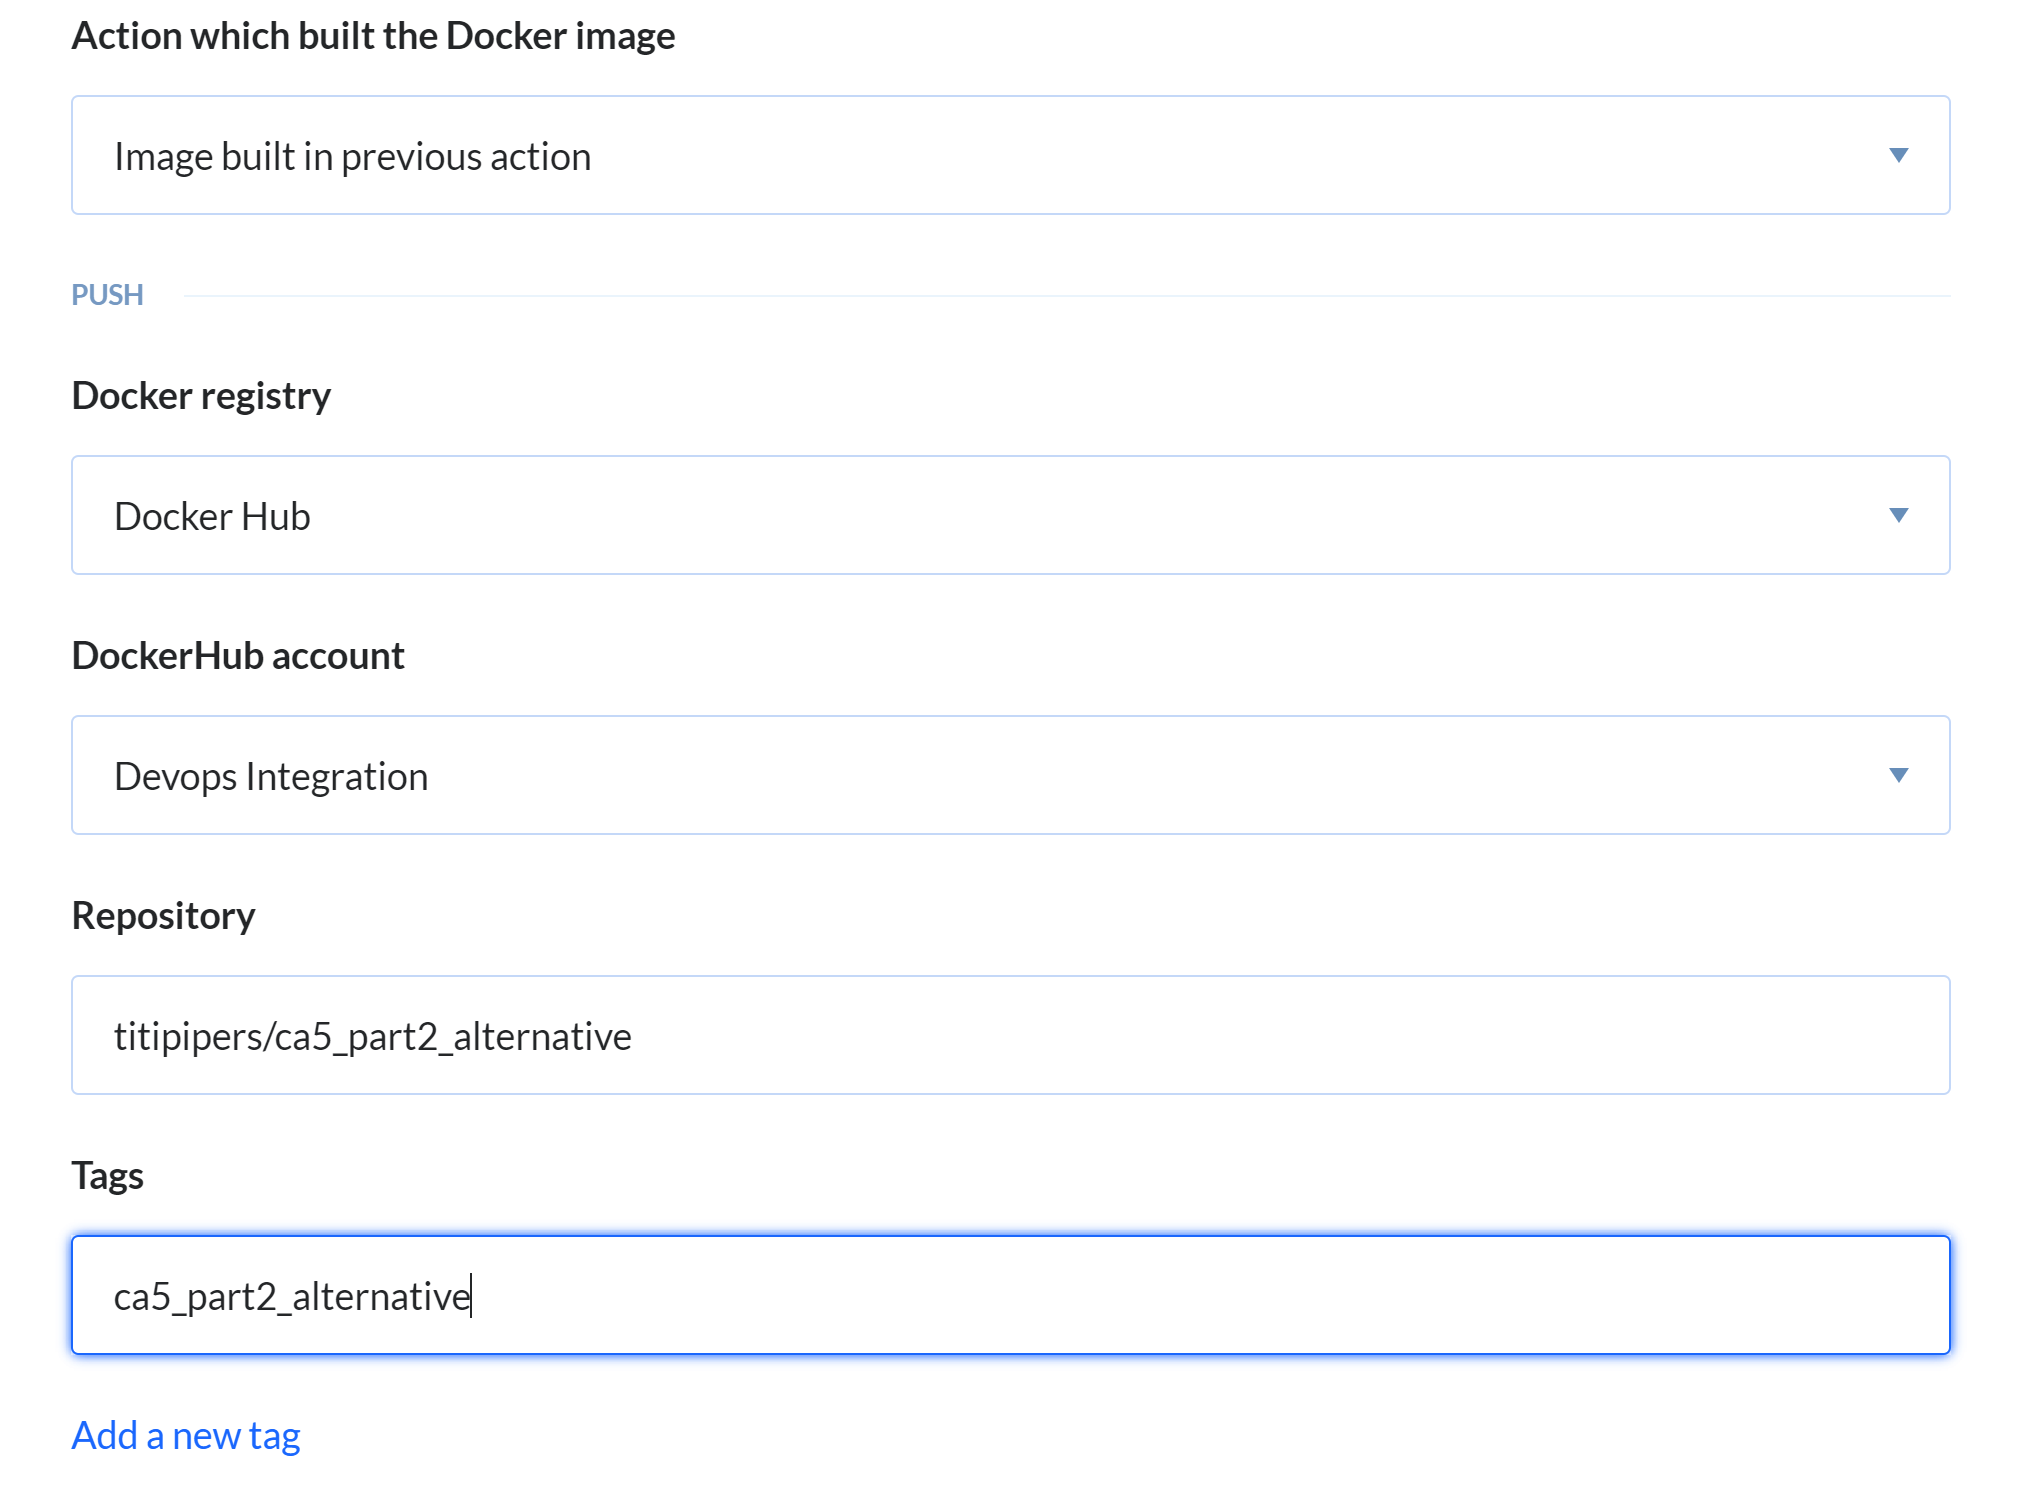 Action which built the Docker image
Image built in previous action
PUSH
Docker registry
Docker Hub
DockerHub account
Devops Integration
Repository
titipipers/ca5_part2_alternative
Tags
ca5_part2_alternative
Add a new tag